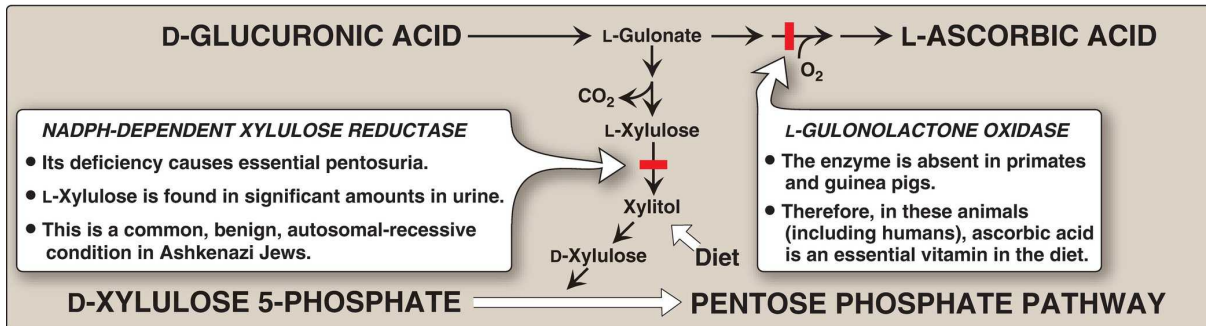 D-GLUCURONIC ACID
L-Gulonate
L-ASCORBIC ACID
O2
CO2
L-Xylulose
Xylitol
D-Xylulose
Diet
NADPH-DEPENDENT XYLULOSE REDUCTASE
• Its deficiency causes essential pentosuria.
• L-Xylulose is found in significant amounts in urine.
• This is a common, benign, autosomal-recessive
condition in Ashkenazi Jews.
L-GULONOLACTONE OXIDASE
• The enzyme is absent in primates
and guinea pigs.
• Therefore, in these animals
(including humans), ascorbic acid
is an essential vitamin in the diet.
D-XYLULOSE 5-PHOSPHATE
PENTOSE PHOSPHATE PATHWAY